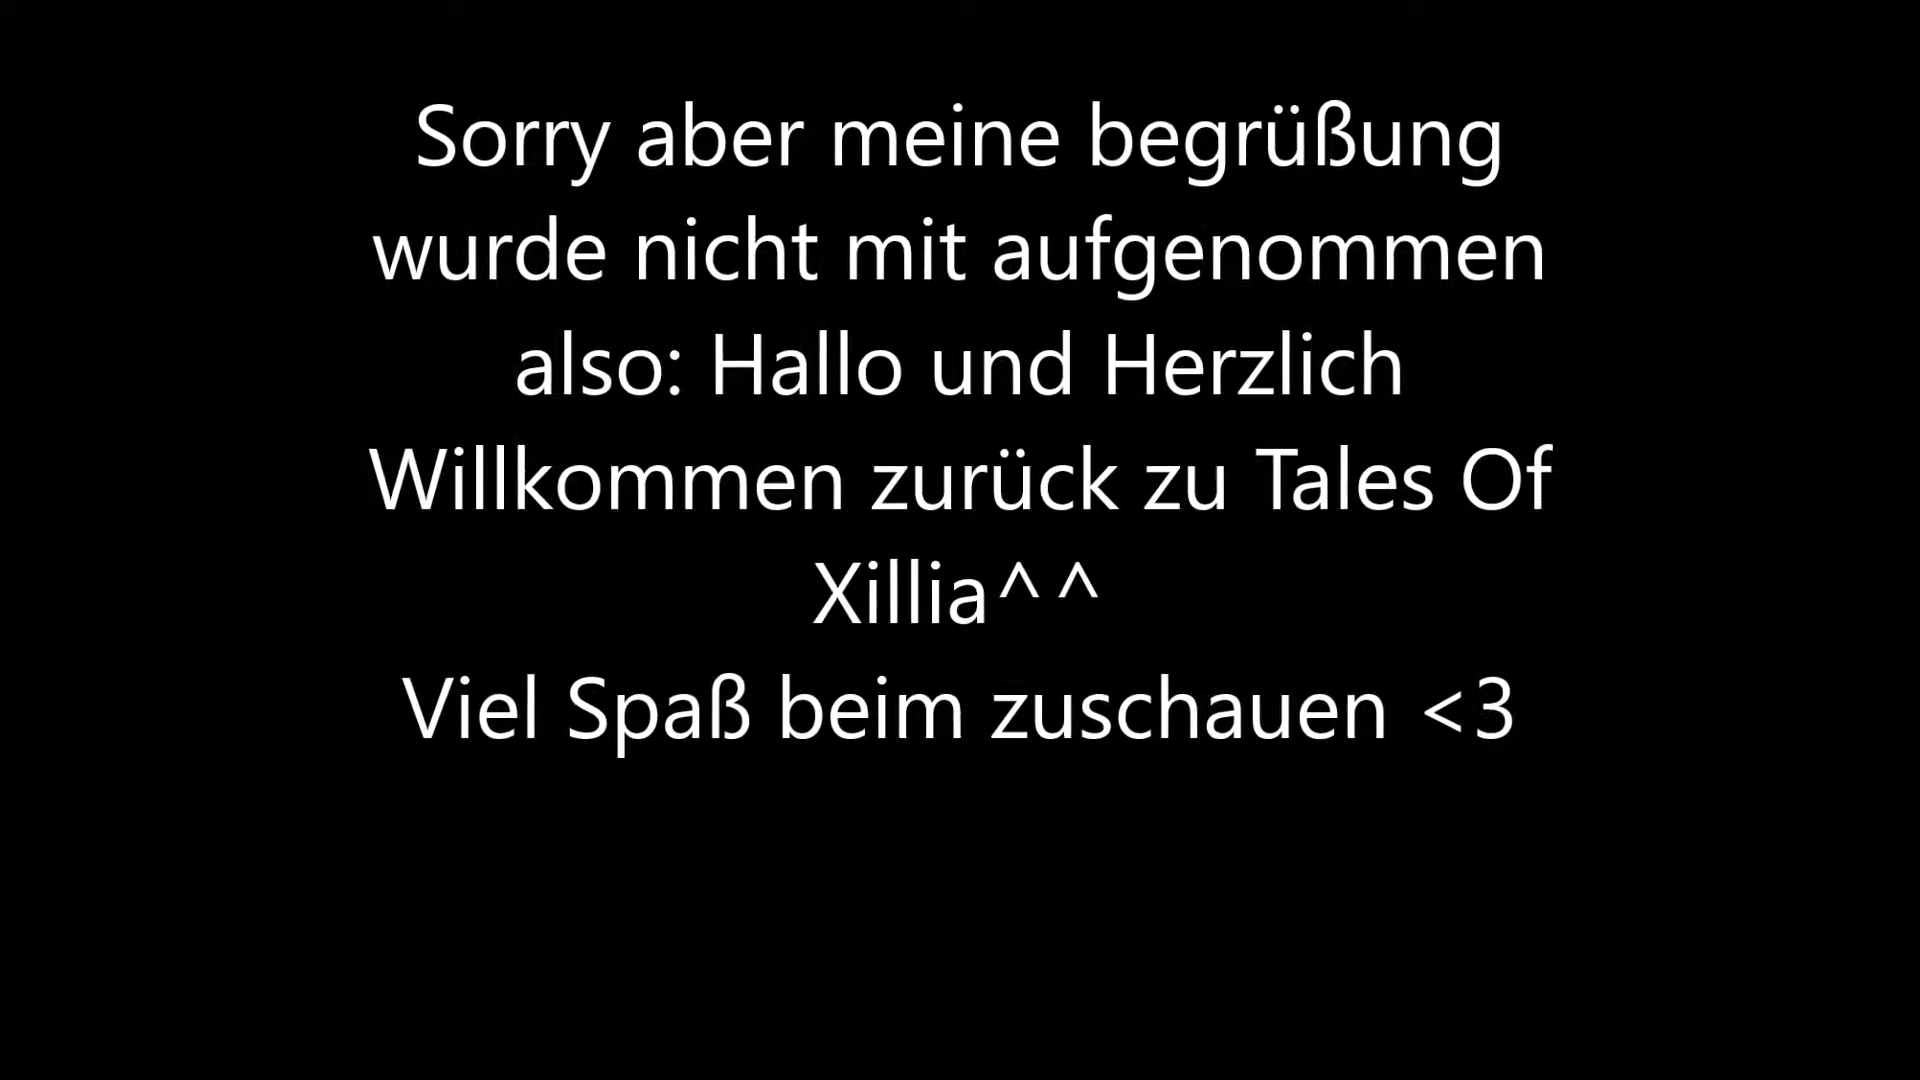 Sorry aber meine begrüßung
wurde nicht mit aufgenommen
also: Hallo und Herzlich
Willkommen zurück zu Tales Of
Xillia^^
Viel Spaß beim zuschauen <3